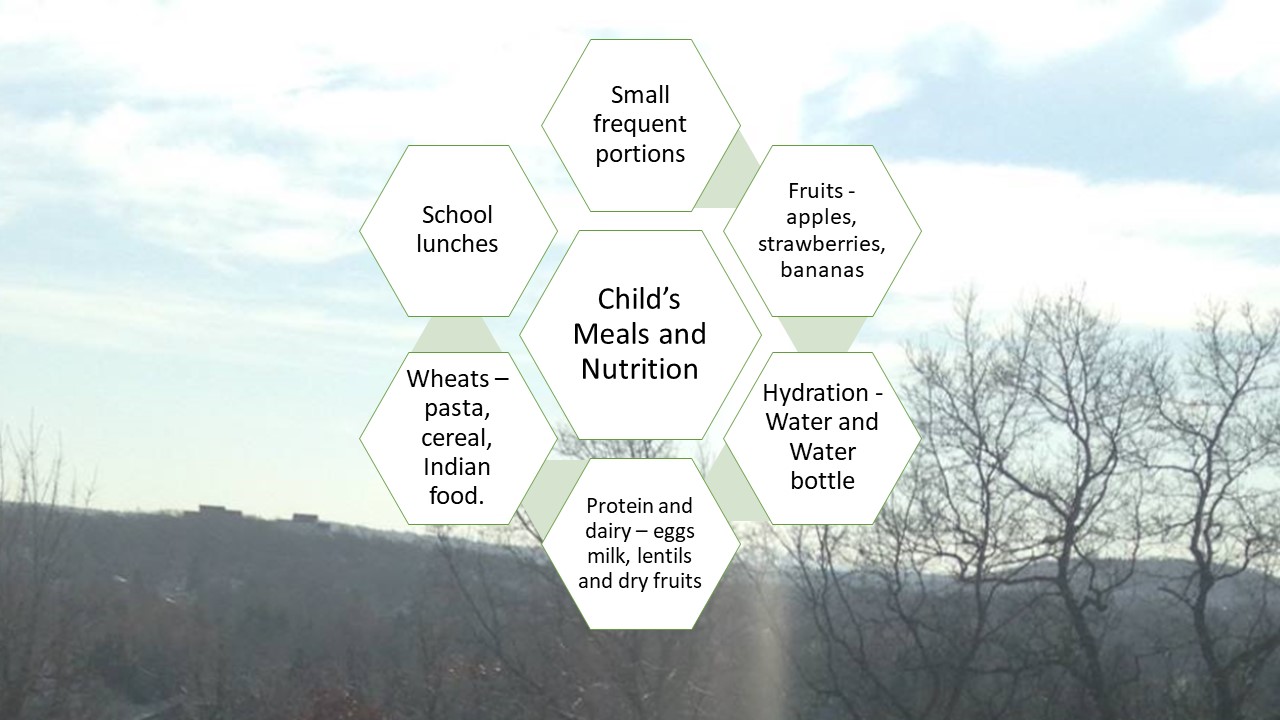 Small
frequent
portions
Fruits -
apples,
strawberries,
bananas
School
lunches
Child’s
Meals and
Nutrition
Hydration -
Water and
Water
bottle
Wheats –
pasta,
cereal,
Indian
food.
Protein and
dairy – eggs
milk, lentils
and dry fruits